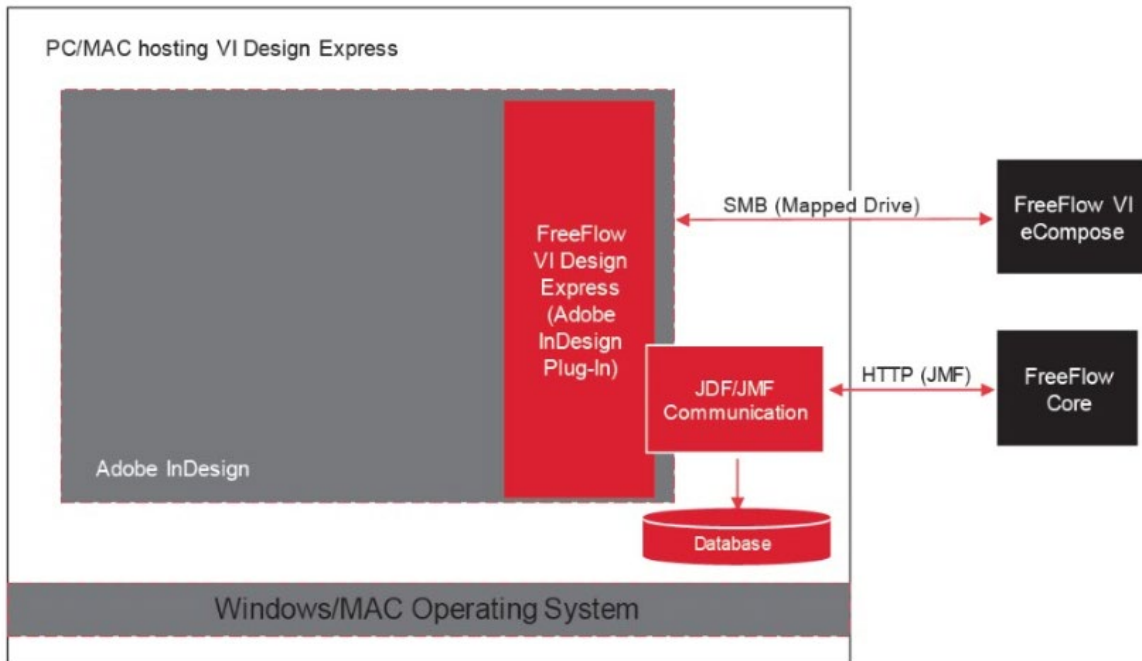 PC/MAC hosting VI Design Express
FreeFlow
VI Design
Express
(Adobe
InDesign
Plug-In)
Adobe InDesign
SMB (Mapped Drive)
FreeFlow VI
eCompose
JDF/JMF
Communication
HTTP (JMF)
FreeFlow
Core
Database
Windows/MAC Operating System